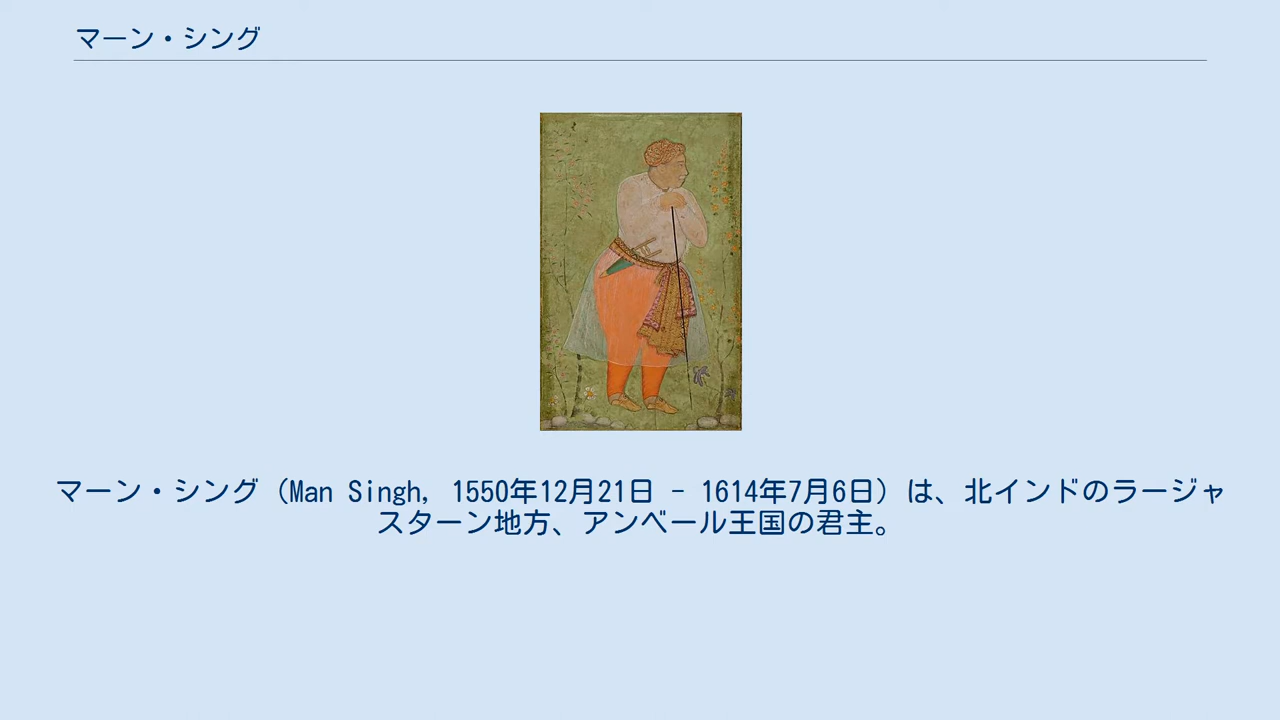 マーン・シング
マーン・シング（Man Singh, 1550年12月21日 - 1614年7月6日）は、北インドのラージャ
スターン地方、アンベール王国の君主。